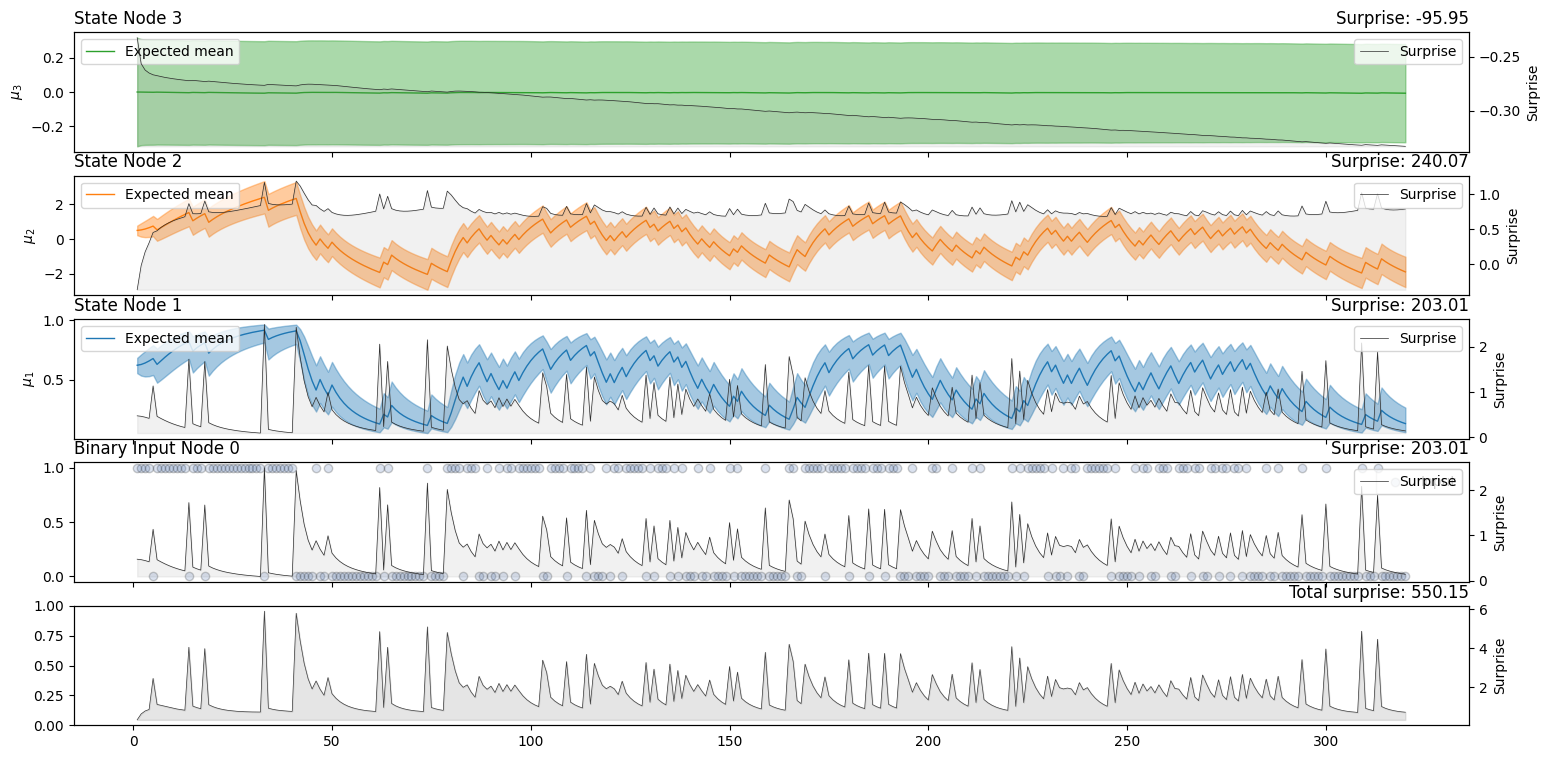 State Node 3
Surprise: -95.95
Expected mean
Surprise
0.2
0.0
−0.2
μ3
−0.25
−0.30
Surprise
State Node 2
Surprise: 240.07
Expected mean
Surprise
2
0
−2
μ2
1.0
0.5
0.0
Surprise
State Node 1
Surprise: 203.01
Expected mean
Surprise
1.0
0.5
μ1
2
1
0
Surprise
Binary Input Node 0
Surprise: 203.01
Surprise
1.0
0.5
0.0
2
1
0
Surprise
Total surprise: 550.15
1.00
0.75
0.50
0.25
0.00
6
4
2
Surprise
0
50
100
150
200
250
300